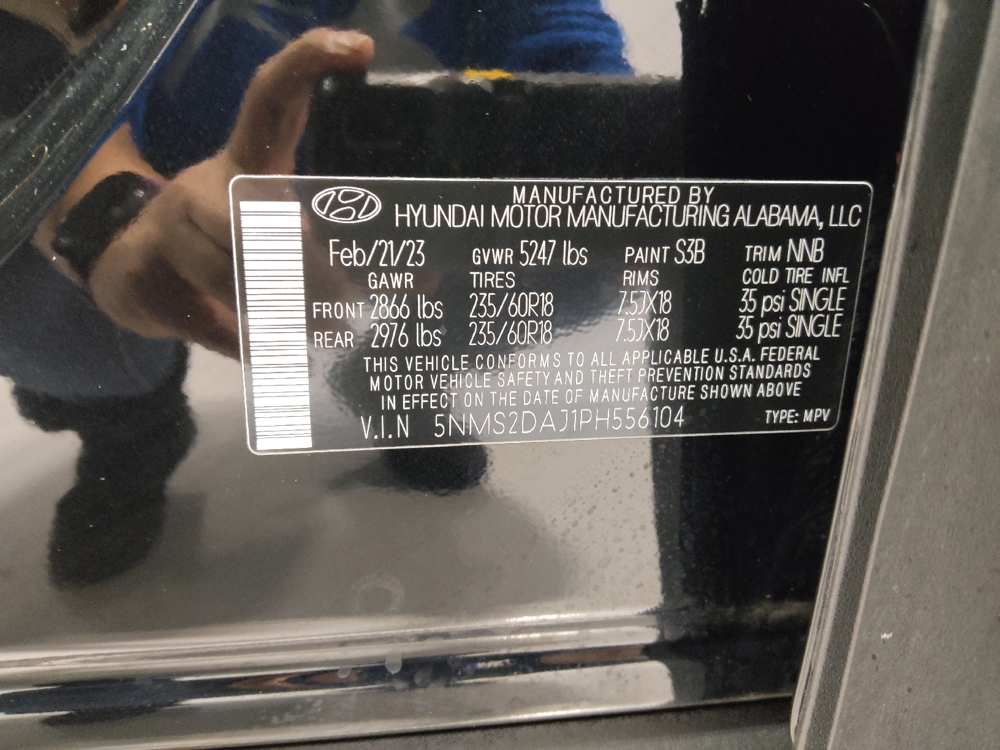 MANUFACTURED BY
HYUNDAI MOTOR MANUFACTURING ALABAMA, LLC
Feb/21/23 GVWR 5247 lbs PAINT S3B TRIM NNB
GAWR TIRES RIMS COLD TIRE INFL
FRONT 2866 lbs 235/60R18 7.5JX18 35 psi SINGLE
REAR 2976 lbs 235/60R18 7.5JX18 35 psi SINGLE
THIS VEHICLE CONFORMS TO ALL APPLICABLE U.S.A. FEDERAL
MOTOR VEHICLE SAFETY AND THEFT PREVENTION STANDARDS
IN EFFECT ON THE DATE OF MANUFACTURE SHOWN ABOVE
V.I.N 5NMS2DAJ1PH556104 TYPE: MPV